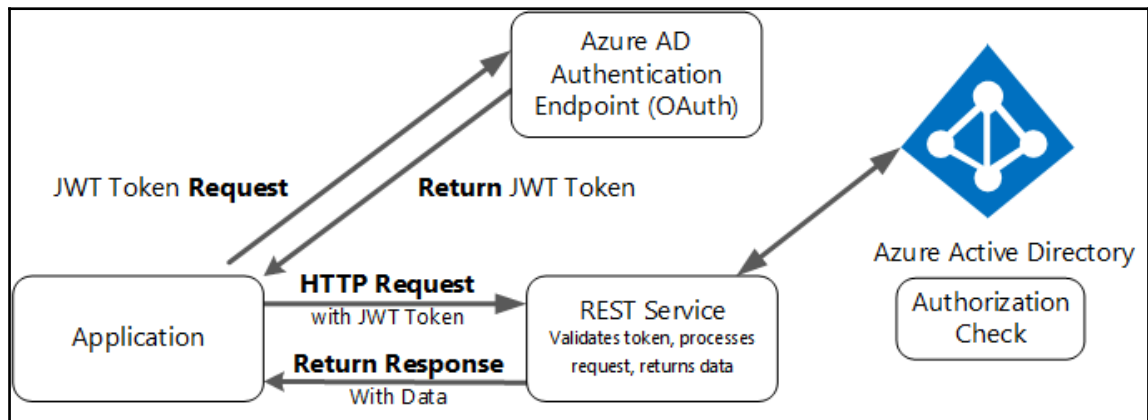 Azure AD
Authentication
Endpoint (OAuth)
JWT Token Request
Return JWT Token
Azure Active Directory
Authorization
Check
Application
HTTP Request
with JWT Token
Return Response
With Data
REST Service
Validates token, processes
request, returns data